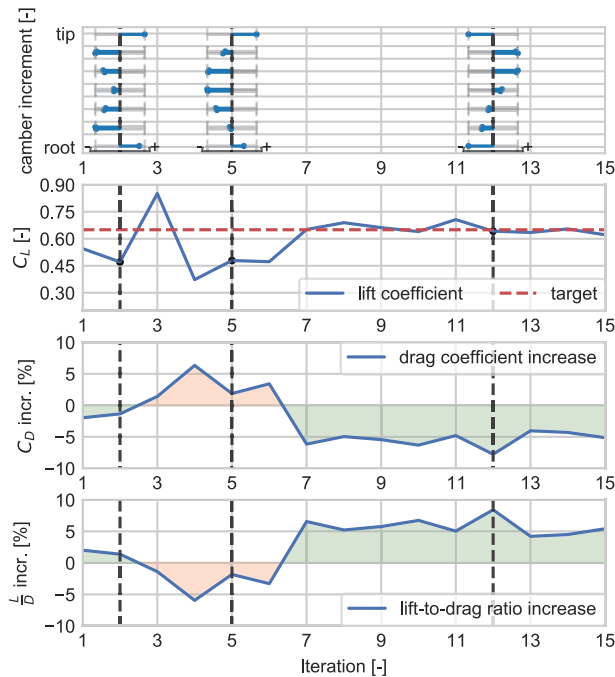 camber increment [-]
tip
root
- + - + - +
1 3 5 7 9 11 13 15
C_L [-]
0.90
0.75
0.60
0.45
0.30
lift coefficient target
1 3 5 7 9 11 13 15
C_D incr. [%]
10
5
0
−5
−10
drag coefficient increase
1 3 5 7 9 11 13 15
L/D incr. [%]
10
5
0
−5
−10
lift-to-drag ratio increase
1 3 5 7 9 11 13 15
Iteration [-]